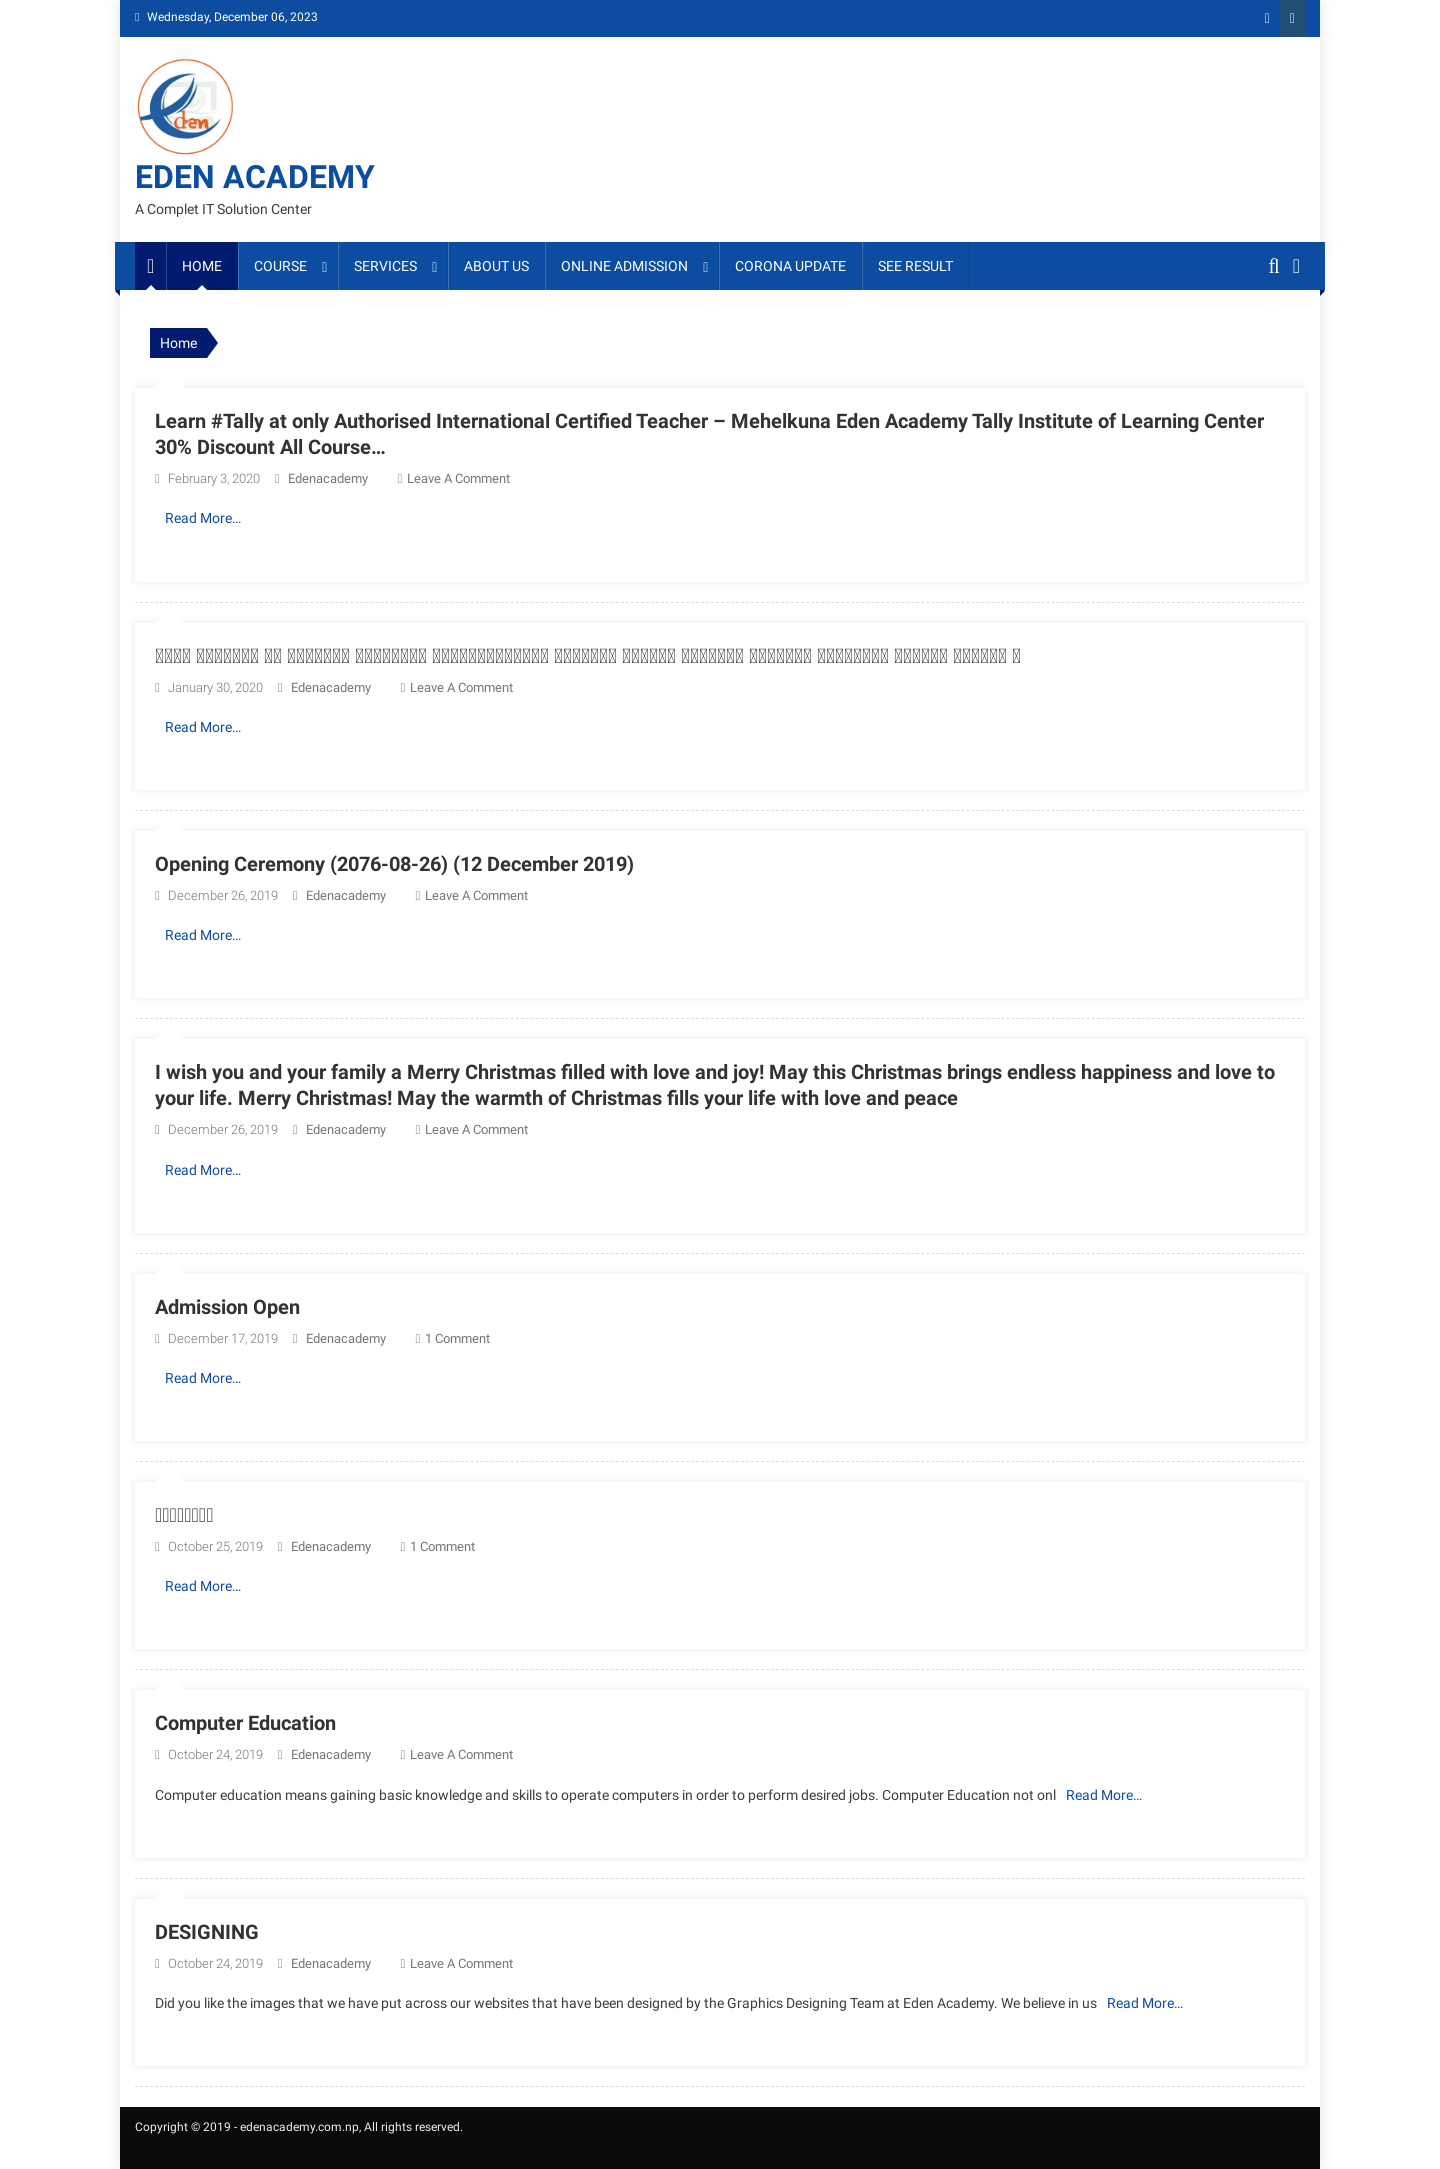 Wednesday, December 06, 2023
eden
EDEN ACADEMY
A Complet IT Solution Center
HOME COURSE SERVICES ABOUT US ONLINE ADMISSION CORONA UPDATE SEE RESULT
Home
Learn #Tally at only Authorised International Certified Teacher – Mehelkuna Eden Academy Tally Institute of Learning Center
30% Discount All Course…
February 3, 2020 Edenacademy Leave A Comment
Read More…
January 30, 2020 Edenacademy Leave A Comment
Read More…
Opening Ceremony (2076-08-26) (12 December 2019)
December 26, 2019 Edenacademy Leave A Comment
Read More…
I wish you and your family a Merry Christmas filled with love and joy! May this Christmas brings endless happiness and love to
your life. Merry Christmas! May the warmth of Christmas fills your life with love and peace
December 26, 2019 Edenacademy Leave A Comment
Read More…
Admission Open
December 17, 2019 Edenacademy 1 Comment
Read More…
October 25, 2019 Edenacademy 1 Comment
Read More…
Computer Education
October 24, 2019 Edenacademy Leave A Comment
Computer education means gaining basic knowledge and skills to operate computers in order to perform desired jobs. Computer Education not onl Read More…
DESIGNING
October 24, 2019 Edenacademy Leave A Comment
Did you like the images that we have put across our websites that have been designed by the Graphics Designing Team at Eden Academy. We believe in us Read More…
Copyright © 2019 - edenacademy.com.np, All rights reserved.